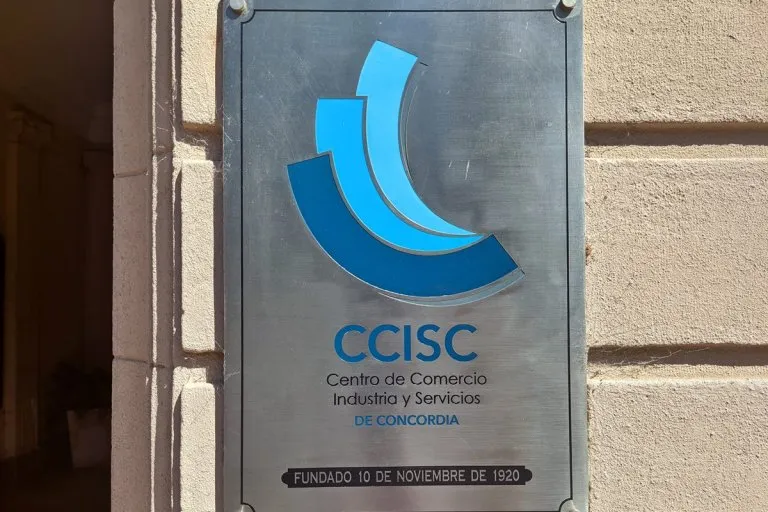 CCISC
Centro de Comercio
Industria y Servicios
DE CONCORDIA
FUNDADO 10 DE NOVIEMBRE DE 1920